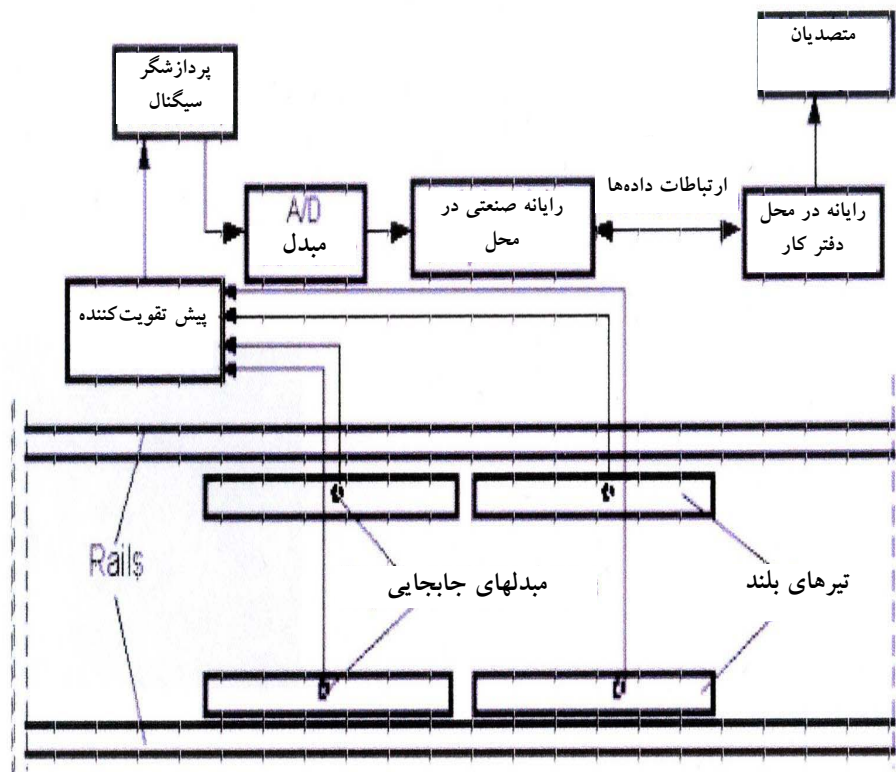 متصدیان
پردازشگر
سیگنال
ارتباطات داده‌ها
A/D
مبدل
رایانه صنعتی در
محل
رایانه در محل
دفتر کار
پیش تقویت‌کننده
Rails
مبدلهای جابجایی
تیرهای بلند